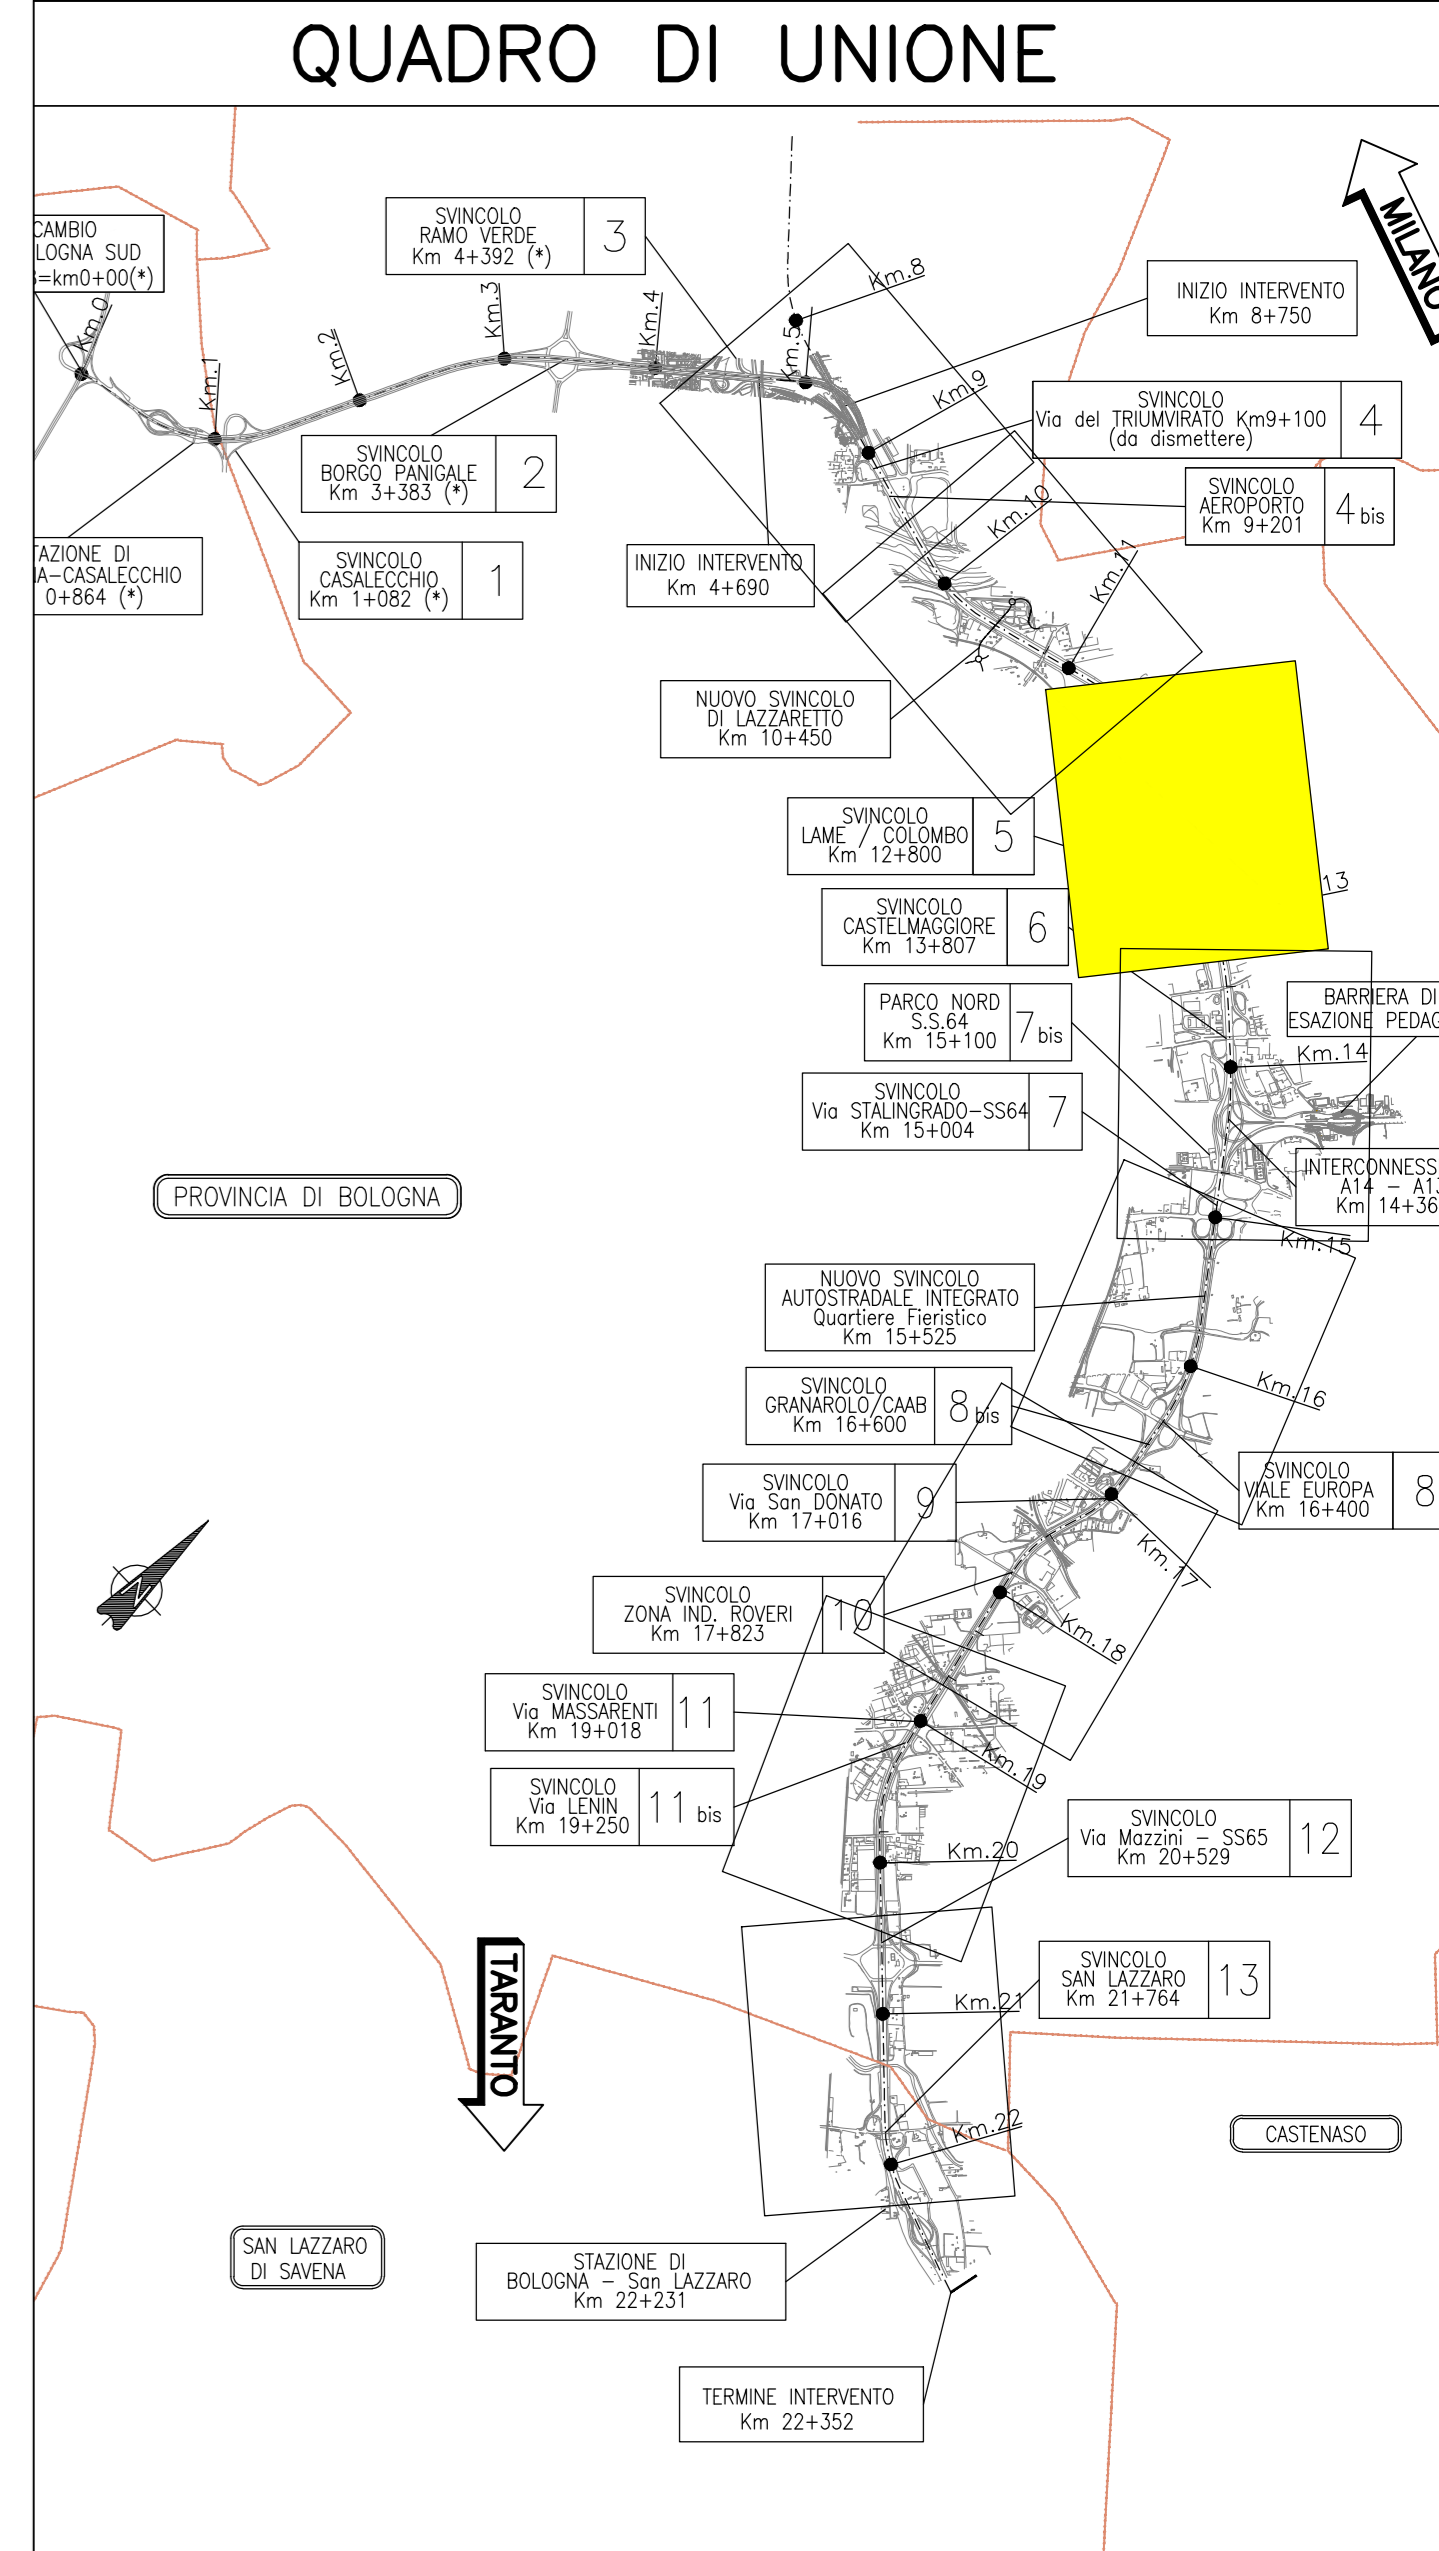 QUADRO DI UNIONE
MILANO
CAMBIO
LOGNA SUD
=km0+00(*)
SVINCOLO
RAMO VERDE
Km 4+392 (*)
3
Km.8
INIZIO INTERVENTO
Km 8+750
Km.0
Km.1
Km.2
Km.3
Km.4
Km.5
Km.9
SVINCOLO
Via del TRIUMVIRATO Km9+100
(da dismettere)
4
SVINCOLO
BORGO PANIGALE
Km 3+383 (*)
2
SVINCOLO
AEROPORTO
Km 9+201
4 bis
Km.10
TAZIONE DI
A-CASALECCHIO
0+864 (*)
SVINCOLO
CASALECCHIO
Km 1+082 (*)
1
INIZIO INTERVENTO
Km 4+690
Km.11
NUOVO SVINCOLO
DI LAZZARETTO
Km 10+450
SVINCOLO
LAME / COLOMBO
Km 12+800
5
13
SVINCOLO
CASTELMAGGIORE
Km 13+807
6
PARCO NORD
S.S.64
Km 15+100
7 bis
BARRIERA DI
ESAZIONE PEDAG
Km.14
SVINCOLO
Via STALINGRADO-SS64
Km 15+004
7
INTERCONNESS
A14 - A13
Km 14+36
PROVINCIA DI BOLOGNA
Km.15
NUOVO SVINCOLO
AUTOSTRADALE INTEGRATO
Quartiere Fieristico
Km 15+525
Km.16
SVINCOLO
GRANAROLO/CAAB
Km 16+600
8 bis
SVINCOLO
VIALE EUROPA
Km 16+400
8
SVINCOLO
Via San DONATO
Km 17+016
9
Km.17
SVINCOLO
ZONA IND. ROVERI
Km 17+823
10
Km.18
SVINCOLO
Via MASSARENTI
Km 19+018
11
Km.19
SVINCOLO
Via LENIN
Km 19+250
11 bis
SVINCOLO
Via Mazzini - SS65
Km 20+529
12
Km.20
TARANTO
SVINCOLO
SAN LAZZARO
Km 21+764
13
Km.21
Km.22
CASTENASO
SAN LAZZARO
DI SAVENA
STAZIONE DI
BOLOGNA - San LAZZARO
Km 22+231
TERMINE INTERVENTO
Km 22+352